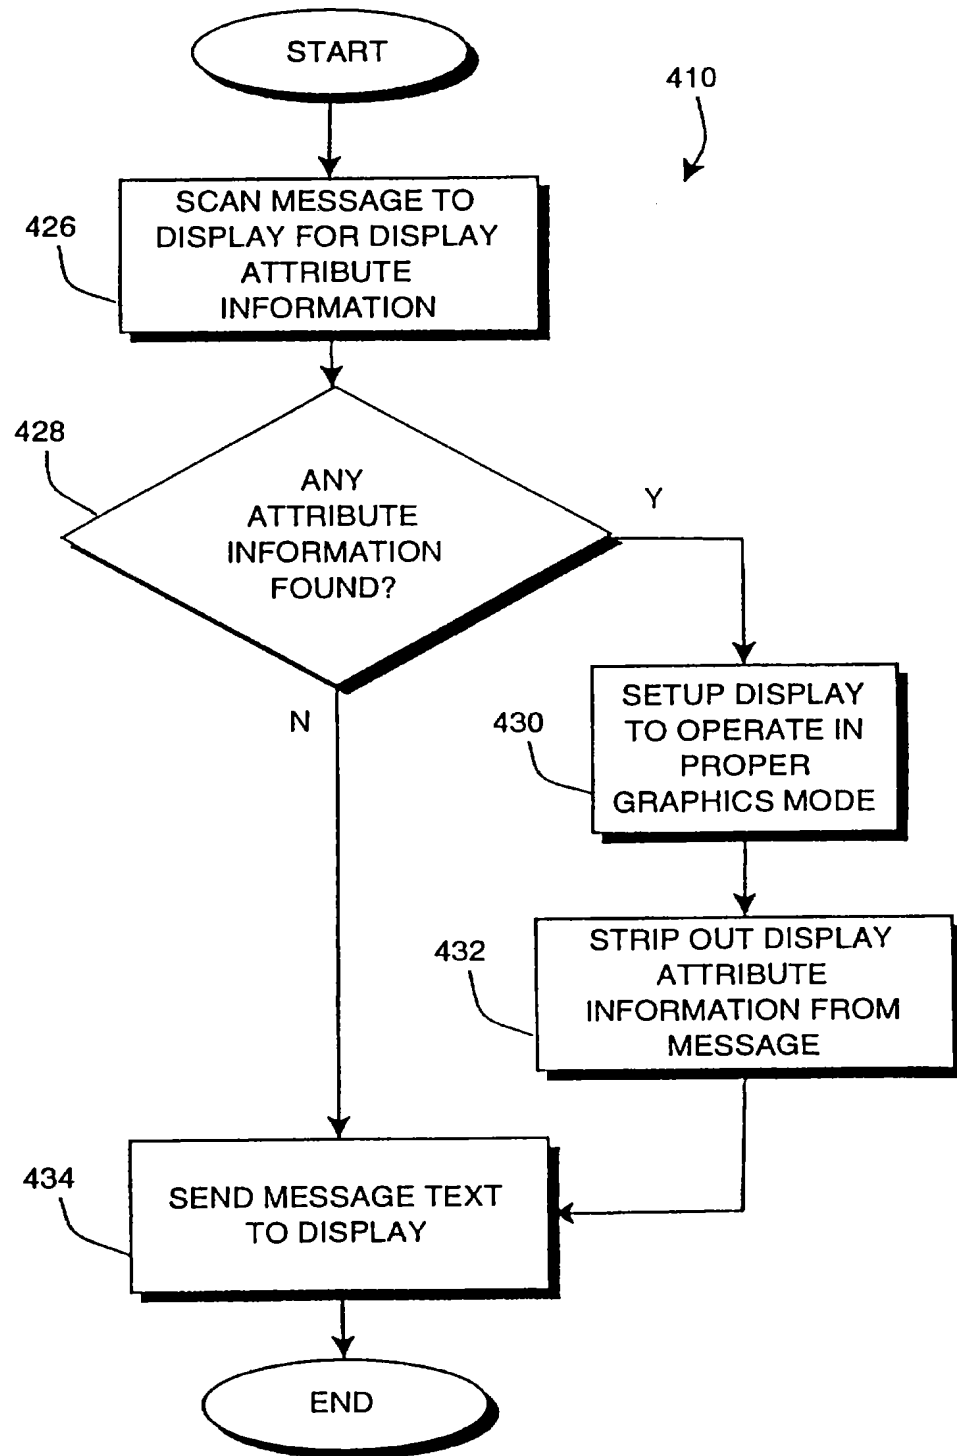 START
410
426
SCAN MESSAGE TO
DISPLAY FOR DISPLAY
ATTRIBUTE
INFORMATION
428
ANY
ATTRIBUTE
INFORMATION
FOUND?
Y
N
430
SETUP DISPLAY
TO OPERATE IN
PROPER
GRAPHICS MODE
432
STRIP OUT DISPLAY
ATTRIBUTE
INFORMATION FROM
MESSAGE
434
SEND MESSAGE TEXT
TO DISPLAY
END